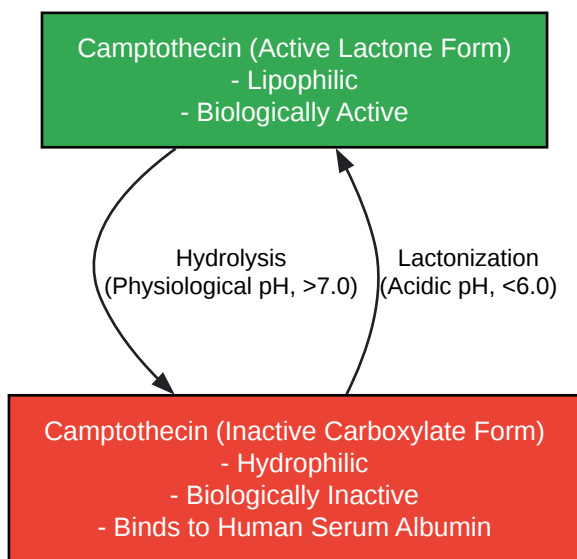 Camptothecin (Active Lactone Form)
- Lipophilic
- Biologically Active
Hydrolysis
(Physiological pH, >7.0)
Lactonization
(Acidic pH, <6.0)
Camptothecin (Inactive Carboxylate Form)
- Hydrophilic
- Biologically Inactive
- Binds to Human Serum Albumin